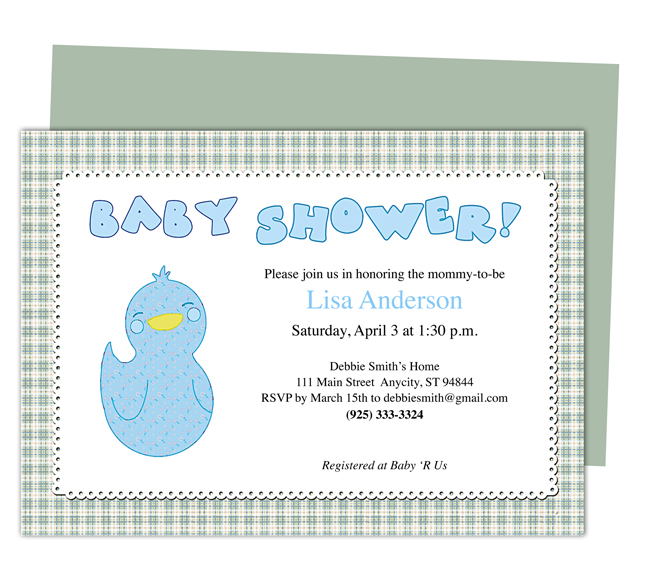 BABY SHOWER!
Please join us in honoring the mommy-to-be
Lisa Anderson
Saturday, April 3 at 1:30 p.m.
Debbie Smith's Home
111 Main Street  Anycity, ST 94844
RSVP by March 15th to debbiesmith@gmail.com
(925) 333-3324
Registered at Baby ‘R Us